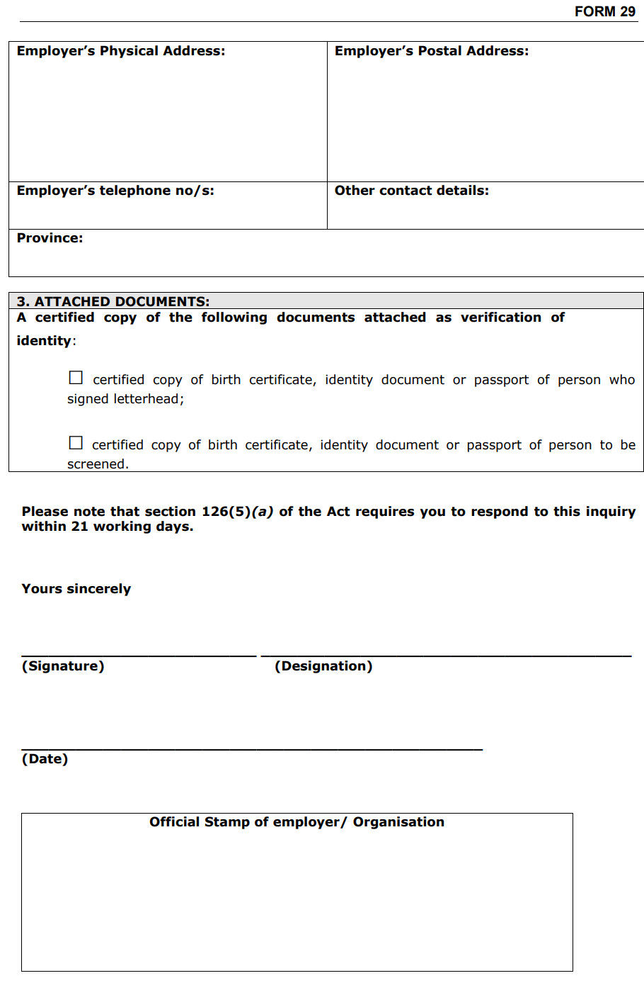 FORM 29
Employer’s Physical Address:
Employer’s Postal Address:
Employer’s telephone no/s:
Other contact details:
Province:
3. ATTACHED DOCUMENTS:
A certified copy of the following documents attached as verification of
identity:
☐ certified copy of birth certificate, identity document or passport of person who
signed letterhead;
☐ certified copy of birth certificate, identity document or passport of person to be
screened.
Please note that section 126(5)(a) of the Act requires you to respond to this inquiry
within 21 working days.
Yours sincerely
(Signature)
(Designation)
(Date)
Official Stamp of employer/ Organisation